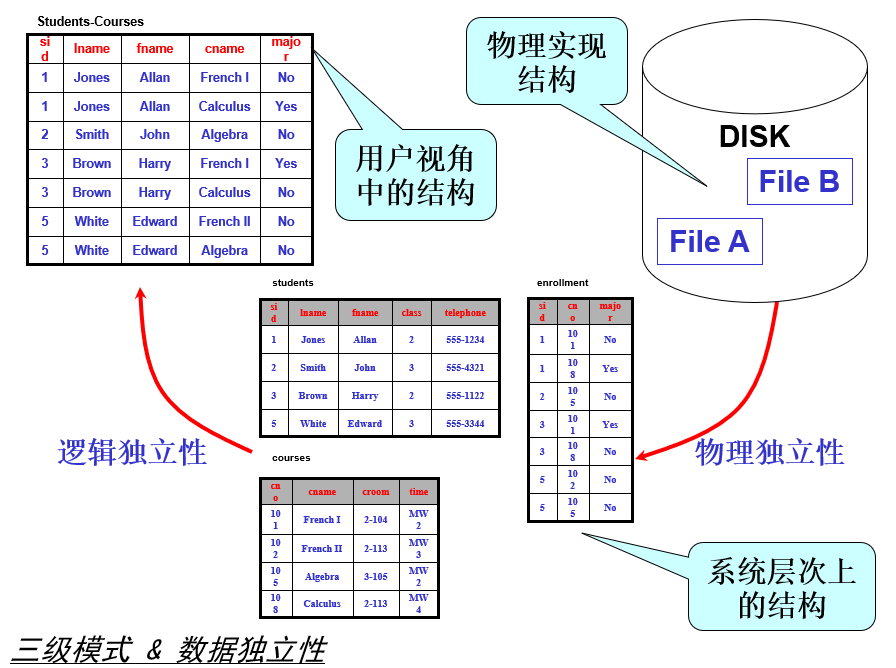 Students-Courses
sid lname fname cname major
1 Jones Allan French I No
1 Jones Allan Calculus Yes
2 Smith John Algebra No
3 Brown Harry French I Yes
3 Brown Harry Calculus No
5 White Edward French II No
5 White Edward Algebra No
用户视角
中的结构
物理实现
结构
DISK
File B
File A
students
sid lname fname class telephone
1 Jones Allan 2 555-1234
2 Smith John 3 555-4321
3 Brown Harry 2 555-1122
5 White Edward 3 555-3344
enrollment
sid cno major
1 101 No
1 108 Yes
2 105 No
3 101 Yes
3 108 No
5 102 No
5 105 No
逻辑独立性
物理独立性
courses
cno cname croom time
101 French I 2-104 MW2
102 French II 2-113 MW3
105 Algebra 3-105 MW2
108 Calculus 2-113 MW4
系统层次上
的结构
三级模式 & 数据独立性